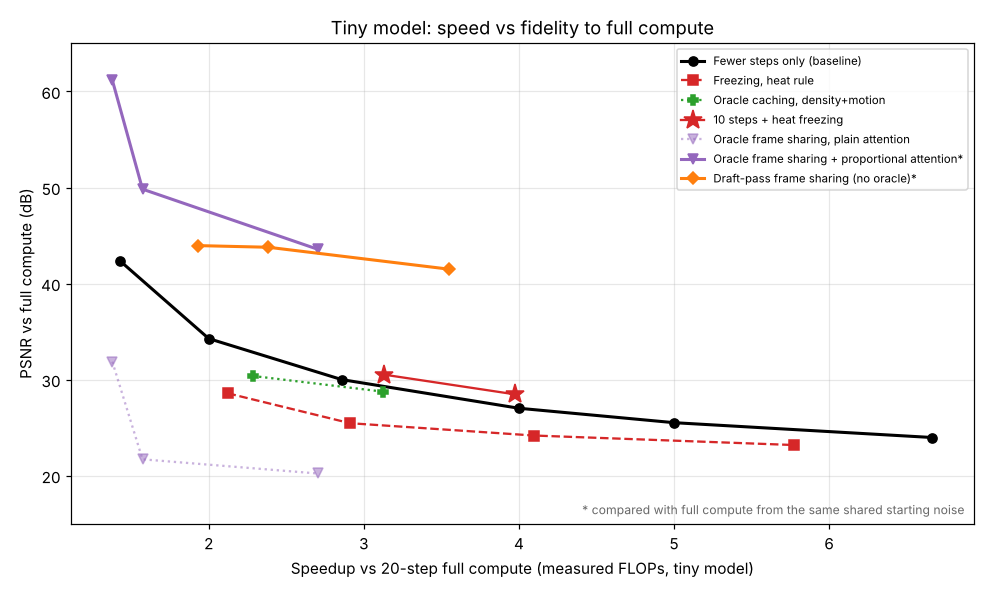 Tiny model: speed vs fidelity to full compute
Fewer steps only (baseline)
Freezing, heat rule
Oracle caching, density+motion
10 steps + heat freezing
Oracle frame sharing, plain attention
Oracle frame sharing + proportional attention*
Draft-pass frame sharing (no oracle)*
PSNR vs full compute (dB)
60
50
40
30
20
* compared with full compute from the same shared starting noise
2 3 4 5 6
Speedup vs 20-step full compute (measured FLOPs, tiny model)